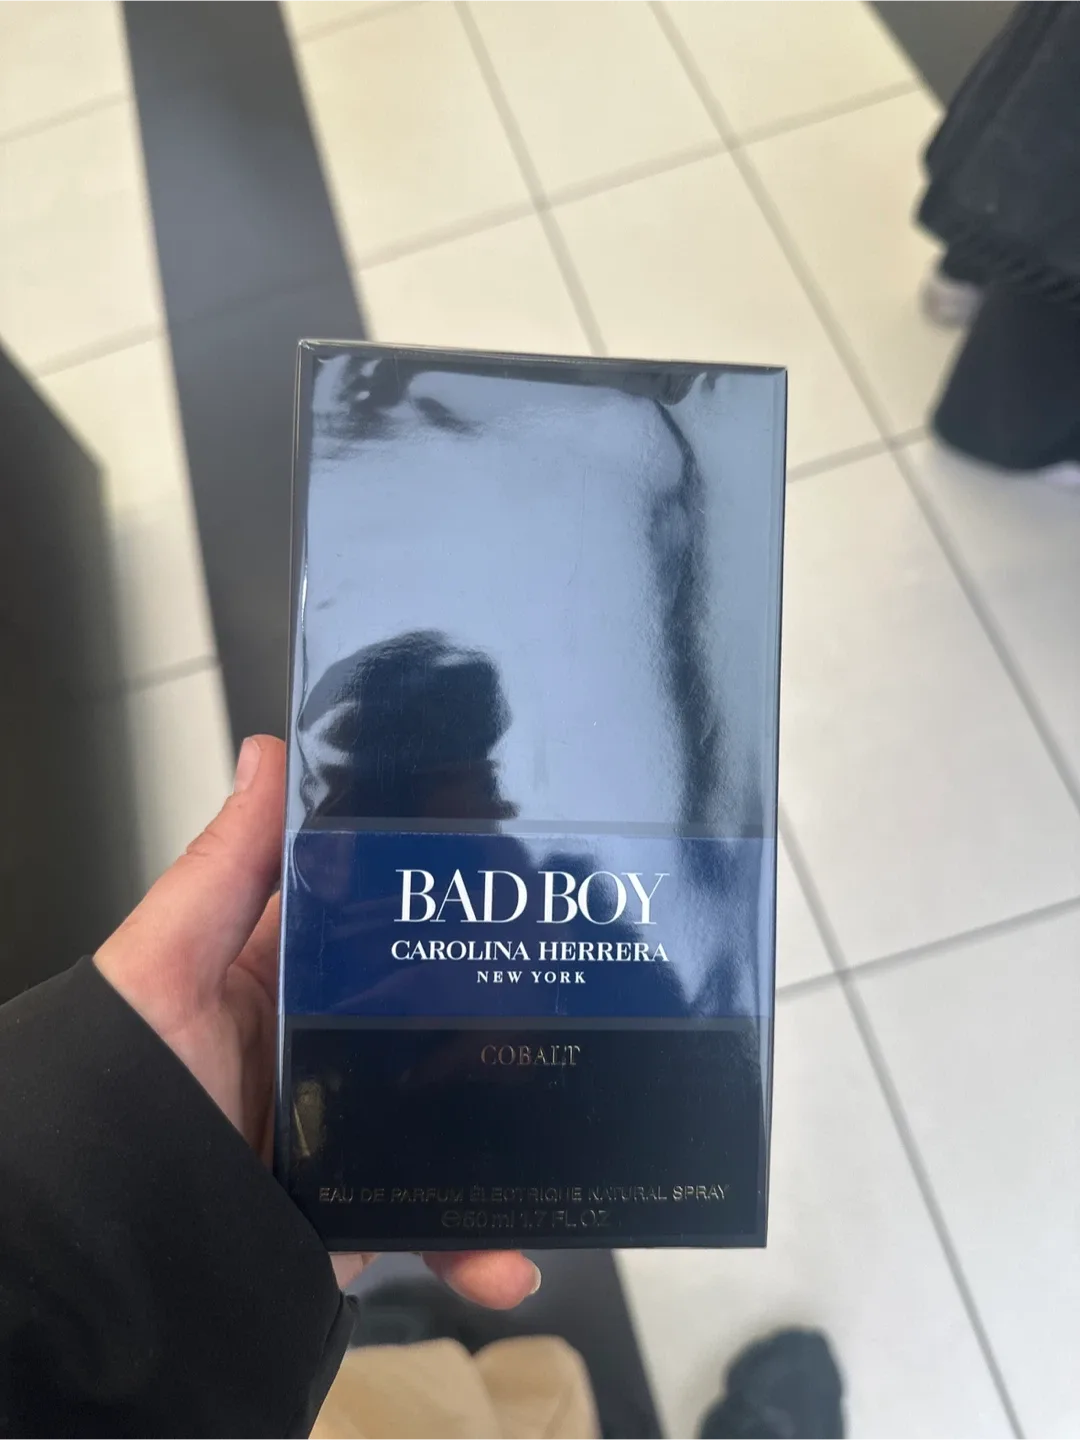 BAD BOY
CAROLINA HERRERA
NEW YORK
COBALT
EAU DE PARFUM ÉLECTRIQUE NATURAL SPRAY
℮50 ml 1.7 FL OZ